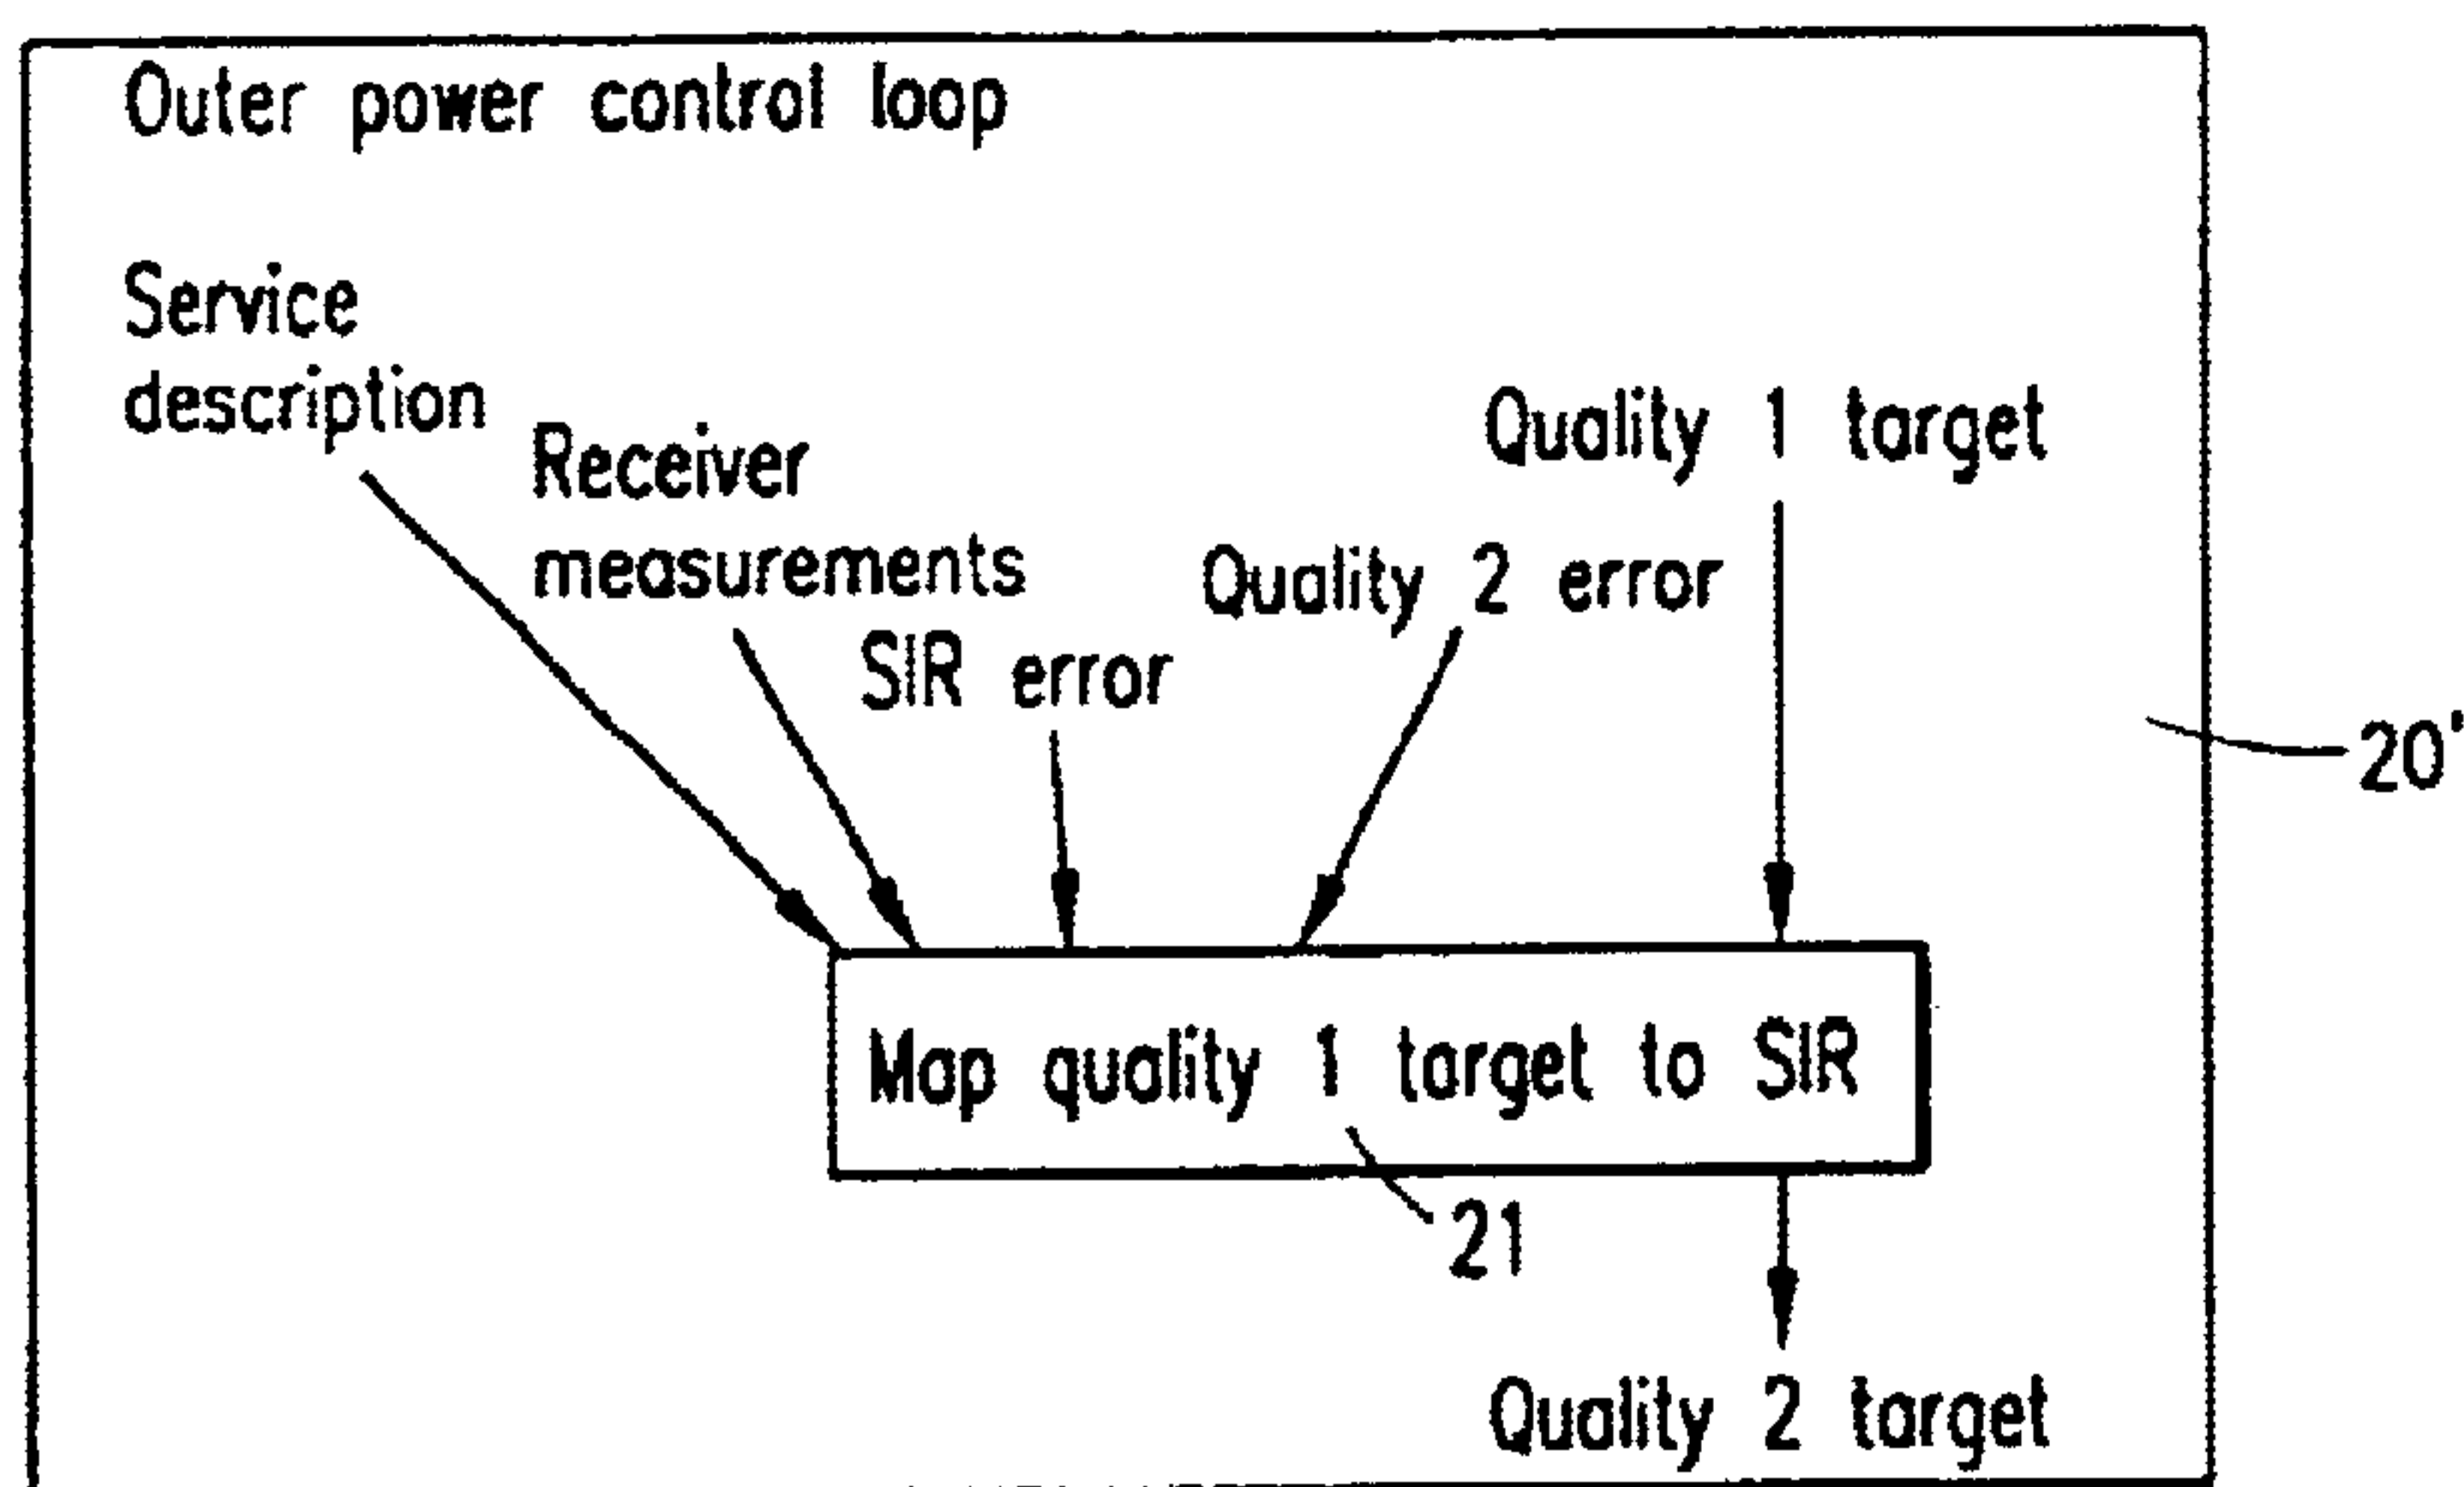 Outer power control loop
Service
description
Receiver
measurements
SIR error
Quality 2 error
Quality 1 target
20'
Map quality 1 target to SIR
21
Quality 2 target